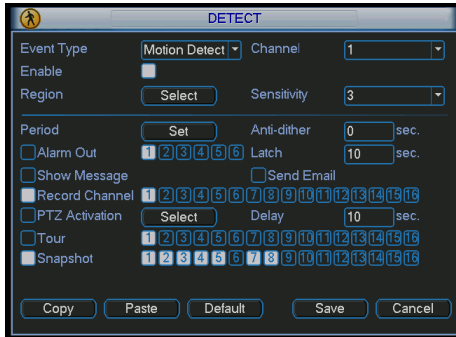 DETECT
Event Type Motion Detect Channel 1
Enable
Region Select Sensitivity 3
Period Set Anti-dither 0 sec.
Alarm Out 1 2 3 4 5 6 Latch 10 sec.
Show Message Send Email
Record Channel 1 2 3 4 5 6 7 8 9 10 11 12 13 14 15 16
PTZ Activation Select Delay 10 sec.
Tour 1 2 3 4 5 6 7 8 9 10 11 12 13 14 15 16
Snapshot 1 2 3 4 5 6 7 8 9 10 11 12 13 14 15 16
Copy Paste Default Save Cancel